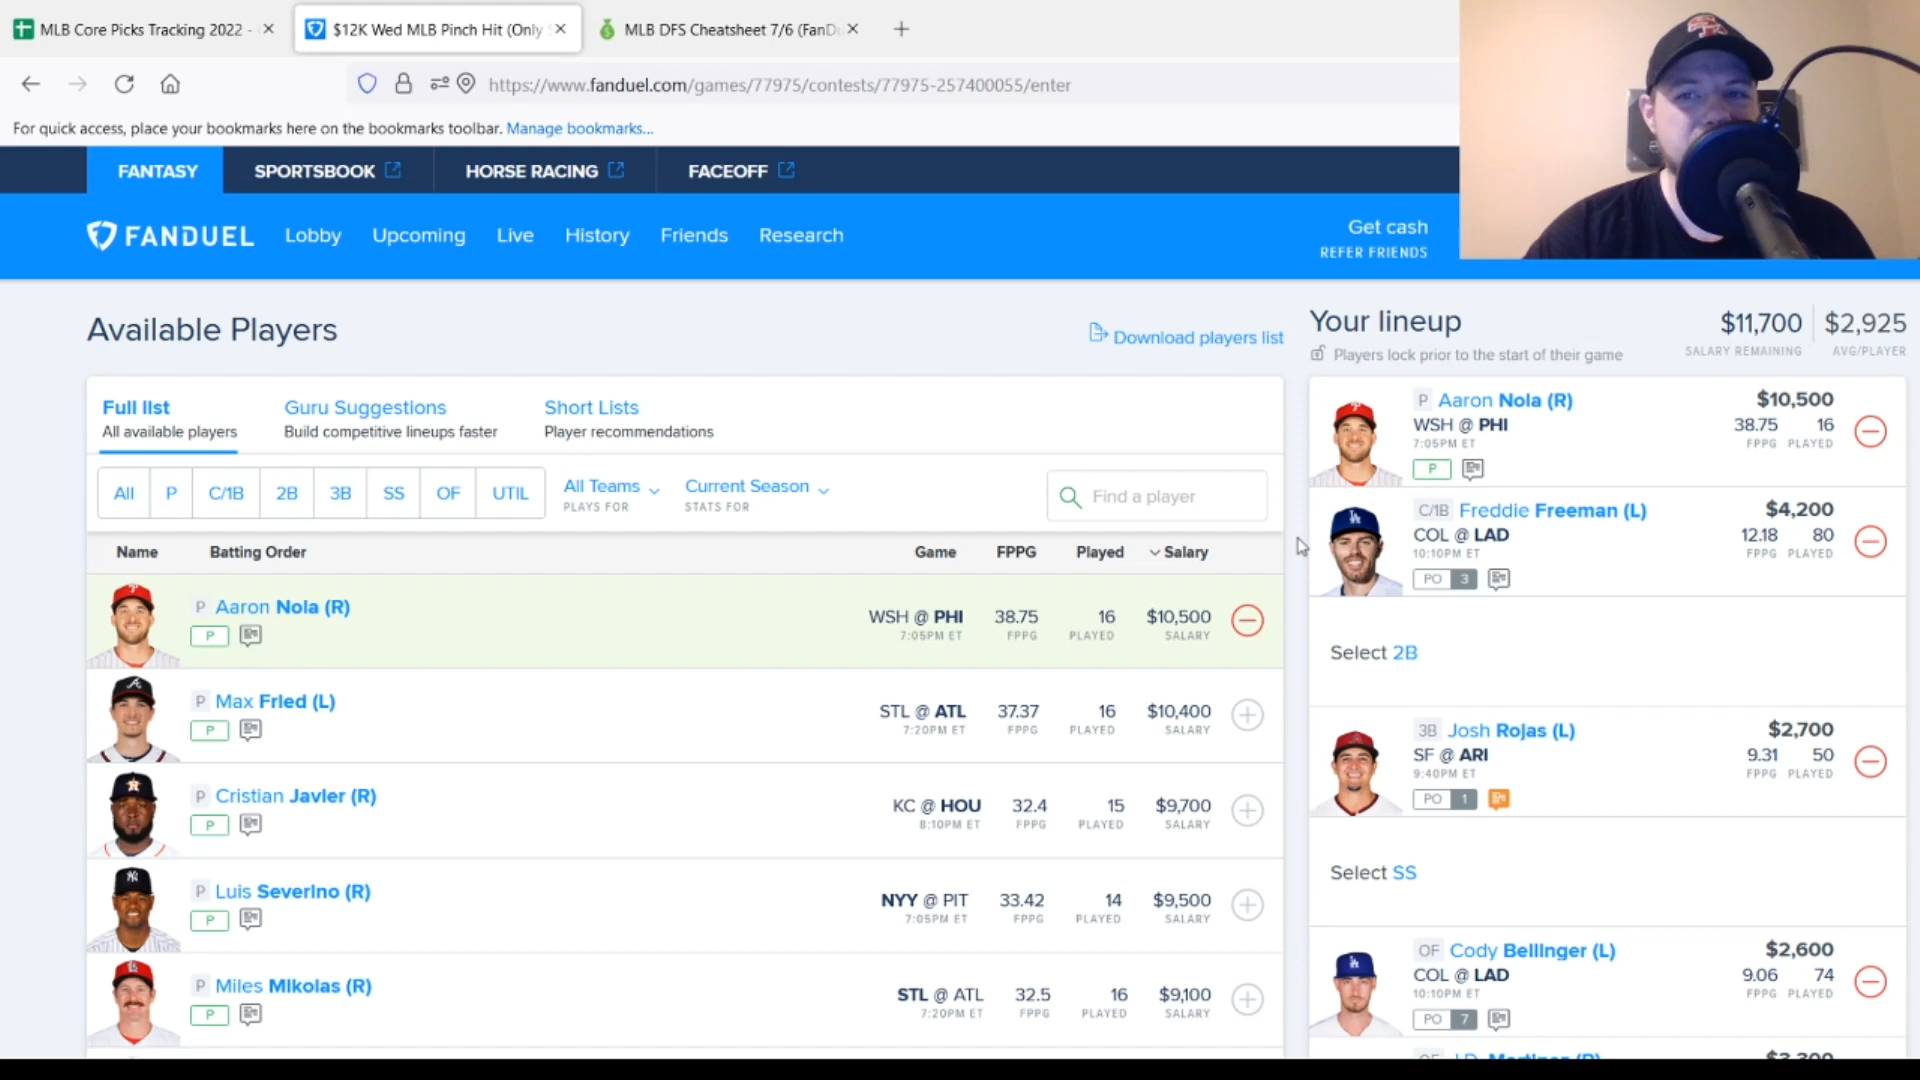 MLB Core Picks Tracking 2022 -
$12K Wed MLB Pinch Hit (Only
MLB DFS Cheatsheet 7/6 (FanDu
https://www.fanduel.com/games/77975/contests/77975-257400055/enter
For quick access, place your bookmarks here on the bookmarks toolbar. Manage bookmarks...
FANTASY SPORTSBOOK HORSE RACING FACEOFF
FANDUEL Lobby Upcoming Live History Friends Research
Get cash
REFER FRIENDS
Available Players
Download players list
Full list
All available players
Guru Suggestions
Build competitive lineups faster
Short Lists
Player recommendations
All P C/1B 2B 3B SS OF UTIL
All Teams
PLAYS FOR
Current Season
STATS FOR
Find a player
Name Batting Order Game FPPG Played Salary
P Aaron Nola (R)
P
WSH @ PHI 38.75 16 $10,500
7:05PM ET FPPG PLAYED SALARY
P Max Fried (L)
P
STL @ ATL 37.37 16 $10,400
7:20PM ET FPPG PLAYED SALARY
P Cristian Javier (R)
P
KC @ HOU 32.4 15 $9,700
8:10PM ET FPPG PLAYED SALARY
P Luis Severino (R)
P
NYY @ PIT 33.42 14 $9,500
7:05PM ET FPPG PLAYED SALARY
P Miles Mikolas (R)
P
STL @ ATL 32.5 16 $9,100
7:20PM ET FPPG PLAYED SALARY
Your lineup
Players lock prior to the start of their game
$11,700 $2,925
SALARY REMAINING AVG/PLAYER
P Aaron Nola (R) $10,500
WSH @ PHI 38.75 16
7:05PM ET FPPG PLAYED
P
C/1B Freddie Freeman (L) $4,200
COL @ LAD 12.18 80
10:10PM ET FPPG PLAYED
PO 3
Select 2B
3B Josh Rojas (L) $2,700
SF @ ARI 9.31 50
9:40PM ET FPPG PLAYED
PO 1
Select SS
OF Cody Bellinger (L) $2,600
COL @ LAD 9.06 74
10:10PM ET FPPG PLAYED
PO 7
OF J.D. Martinez (R) $3,300